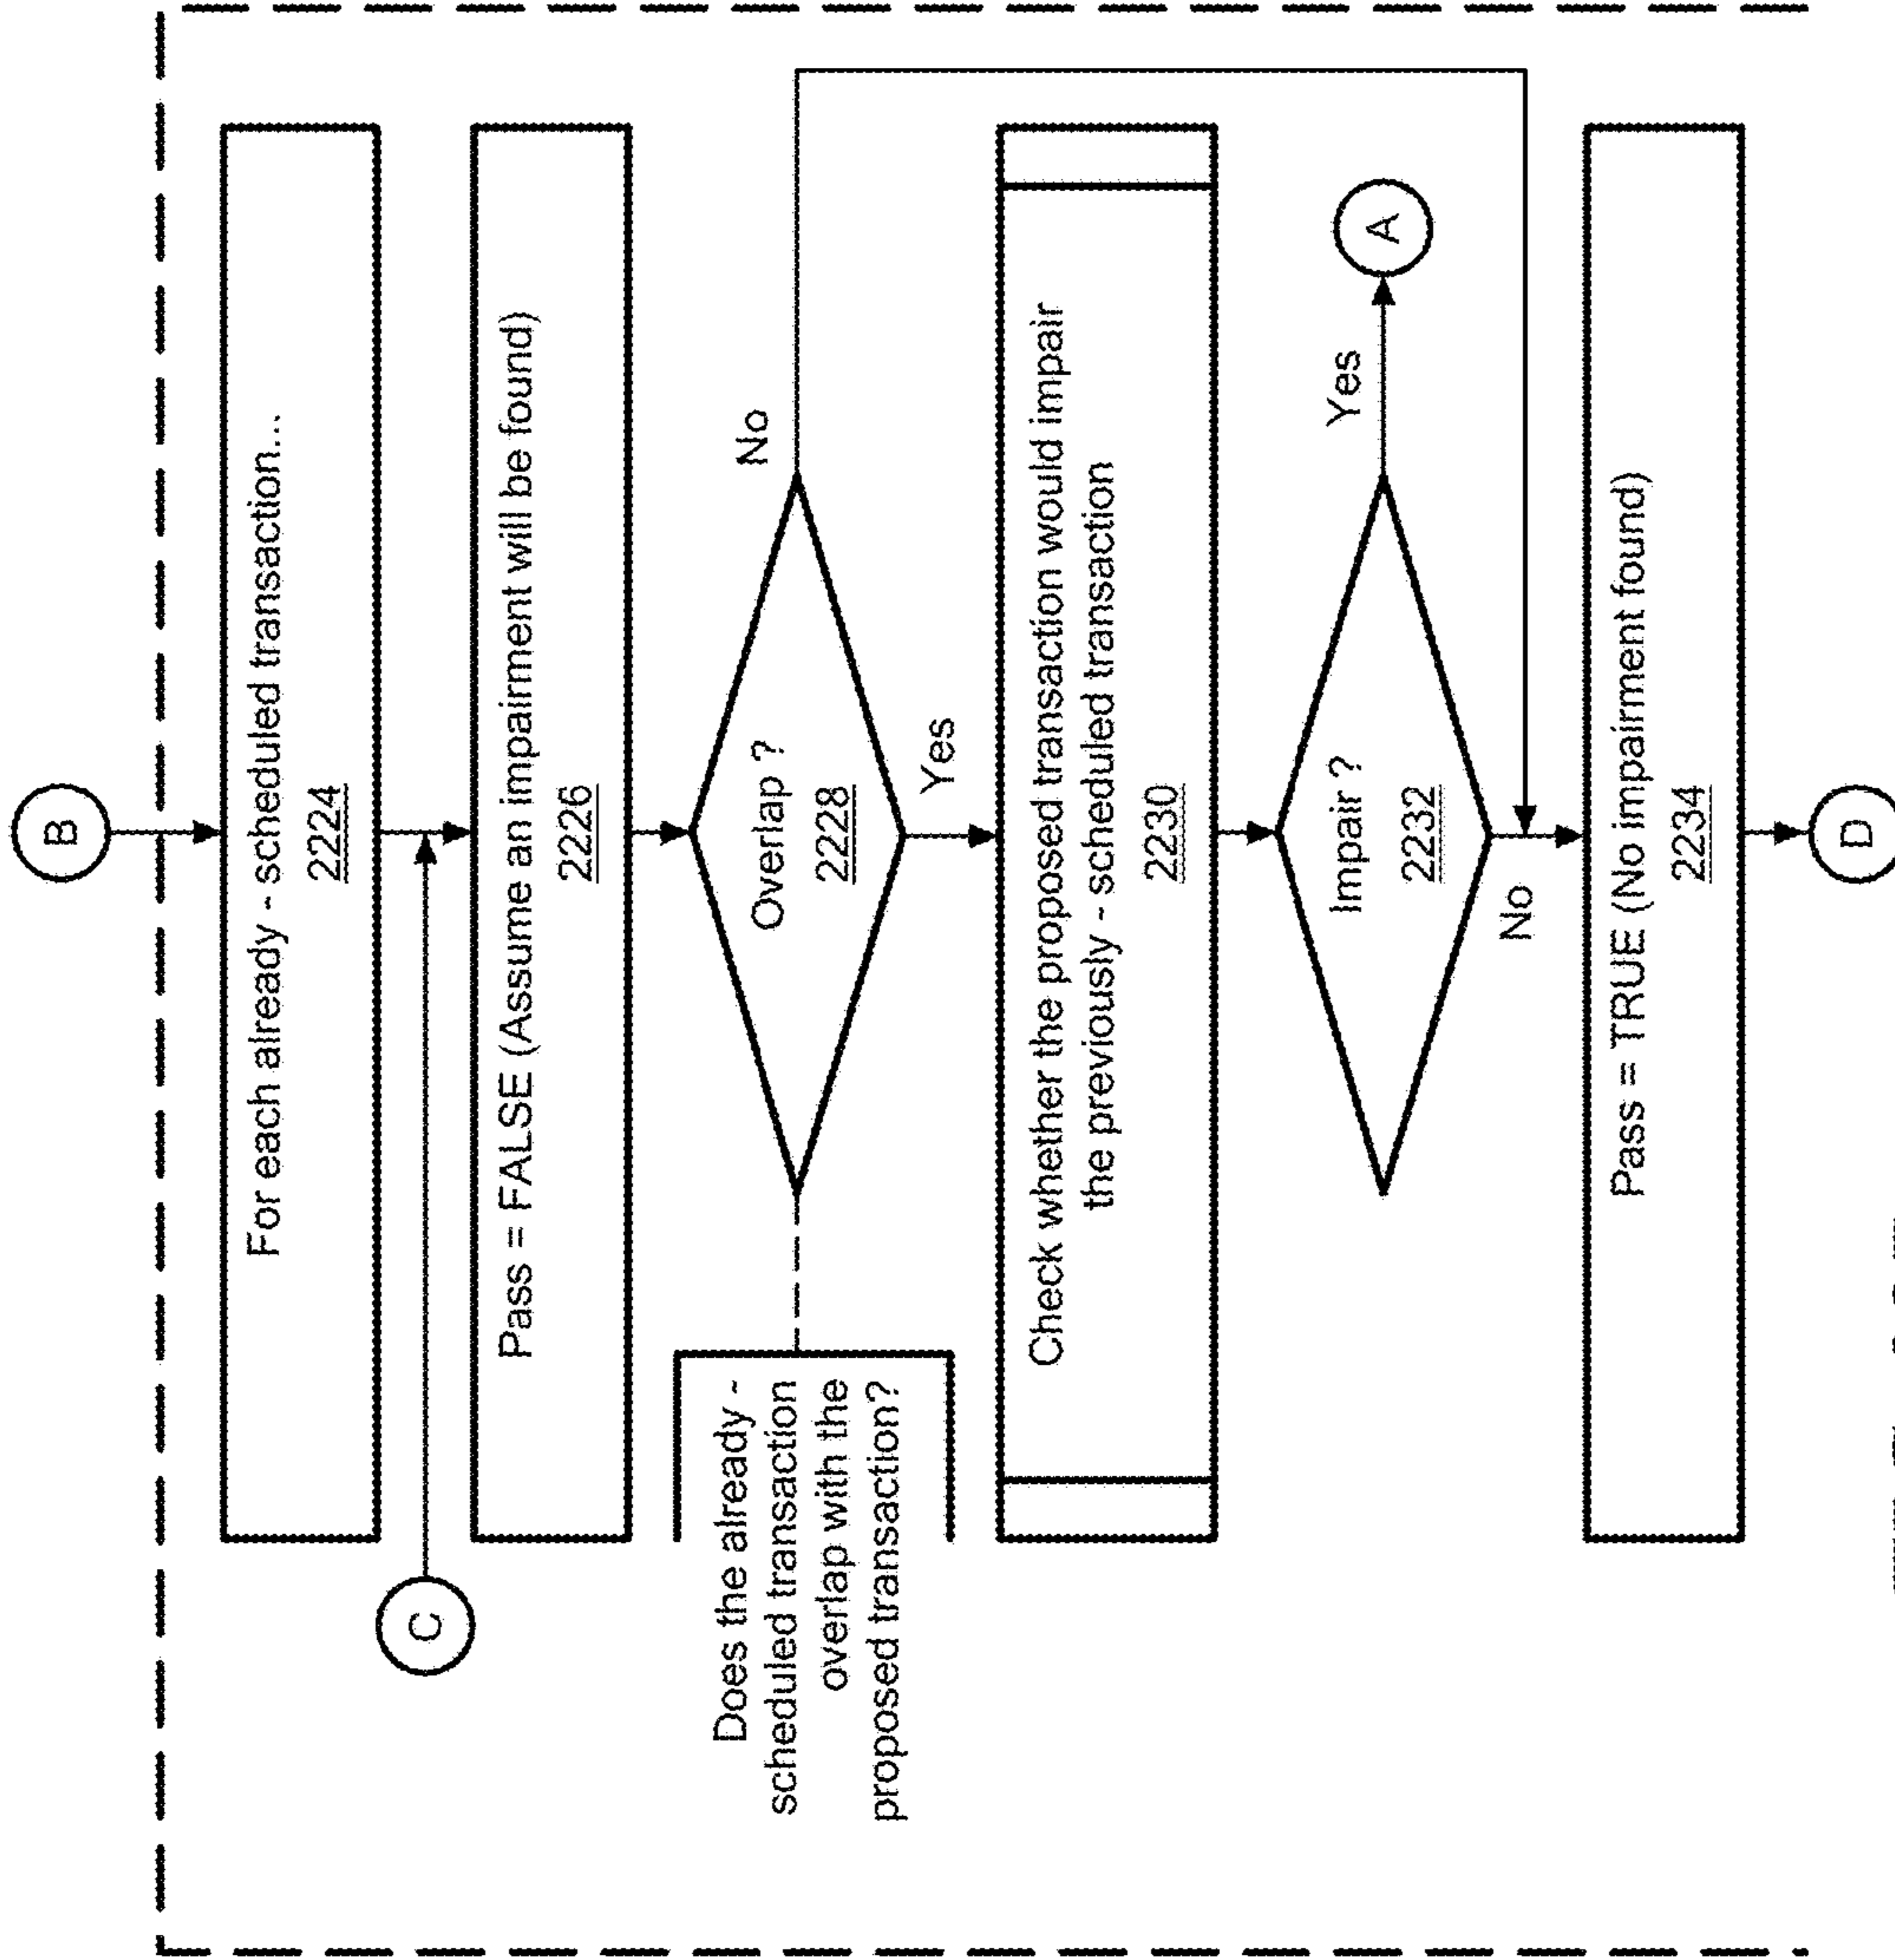 B
For each already - scheduled transaction...
2224
C
Pass = FALSE (Assume an impairment will be found)
2226
Does the already -
scheduled transaction
overlap with the
proposed transaction?
Overlap ?
2228
No
Yes
Check whether the proposed transaction would impair
the previously - scheduled transaction
2230
Impair ?
2232
Yes
A
No
Pass = TRUE (No impairment found)
2234
D